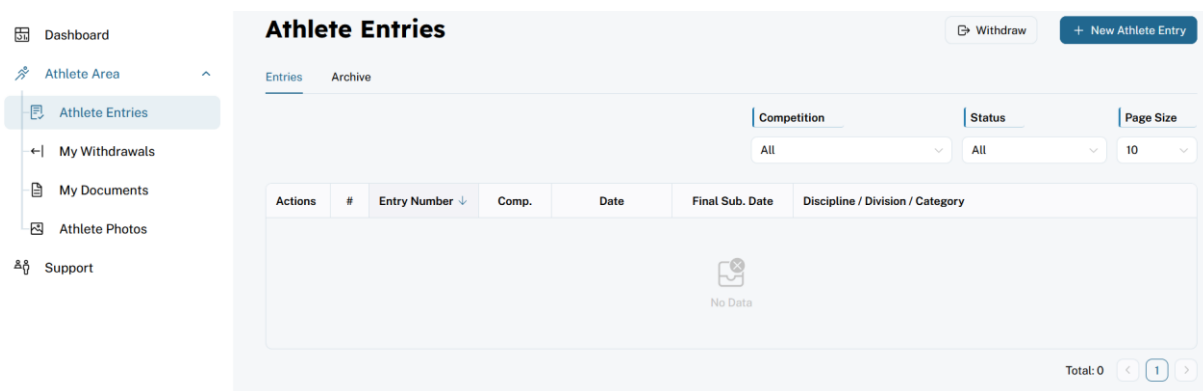 Dashboard
Athlete Area
Athlete Entries
My Withdrawals
My Documents
Athlete Photos
Support
Athlete Entries
Withdraw
+ New Athlete Entry
Entries Archive
Competition Status Page Size
All All 10
Actions # Entry Number ↓ Comp. Date Final Sub. Date Discipline / Division / Category
No Data
Total: 0 < 1 >